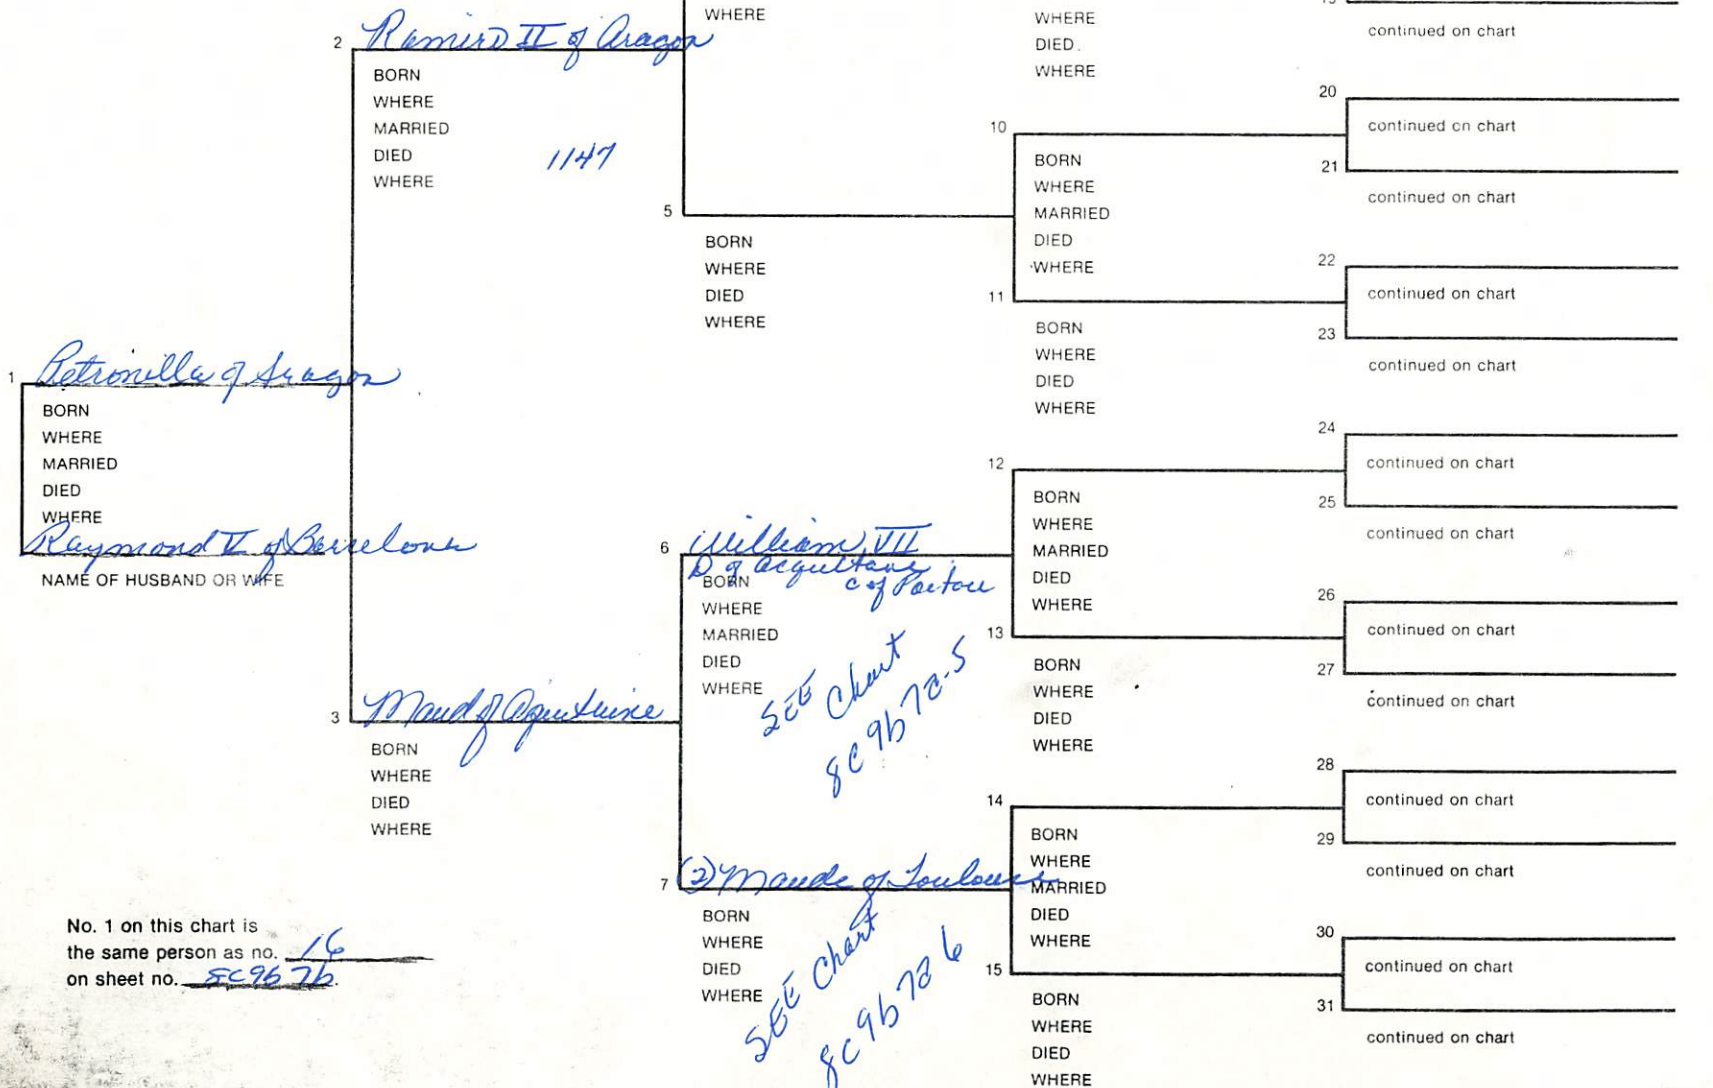 WHERE
2 Ramiro II of Aragon
BORN
WHERE
MARRIED
DIED 1147
WHERE
1 Petronilla of Aragon
BORN
WHERE
MARRIED
DIED
WHERE
Raymond V of Barcelona
NAME OF HUSBAND OR WIFE
3 Maud of Aquitaine
BORN
WHERE
DIED
WHERE
5
BORN
WHERE
DIED
WHERE
6 William VII
D of Acquitane
C of Poitou
BORN
WHERE
MARRIED
DIED
WHERE
SEE Chart
8C9b72-5
7 (2) Maude of Toulouse
BORN
WHERE
DIED
WHERE
SEE Chart
8C9b72 6
WHERE
DIED
WHERE
10
BORN
WHERE
MARRIED
DIED
WHERE
11
BORN
WHERE
DIED
WHERE
12
BORN
WHERE
MARRIED
DIED
WHERE
13
BORN
WHERE
DIED
WHERE
14
BORN
WHERE
MARRIED
DIED
WHERE
15
BORN
WHERE
DIED
WHERE
continued on chart
20
continued on chart
21
continued on chart
22
continued on chart
23
continued on chart
24
continued on chart
25
continued on chart
26
continued on chart
27
continued on chart
28
continued on chart
29
continued on chart
30
continued on chart
31
continued on chart
No. 1 on this chart is
the same person as no. 16
on sheet no. 8C9b7b.